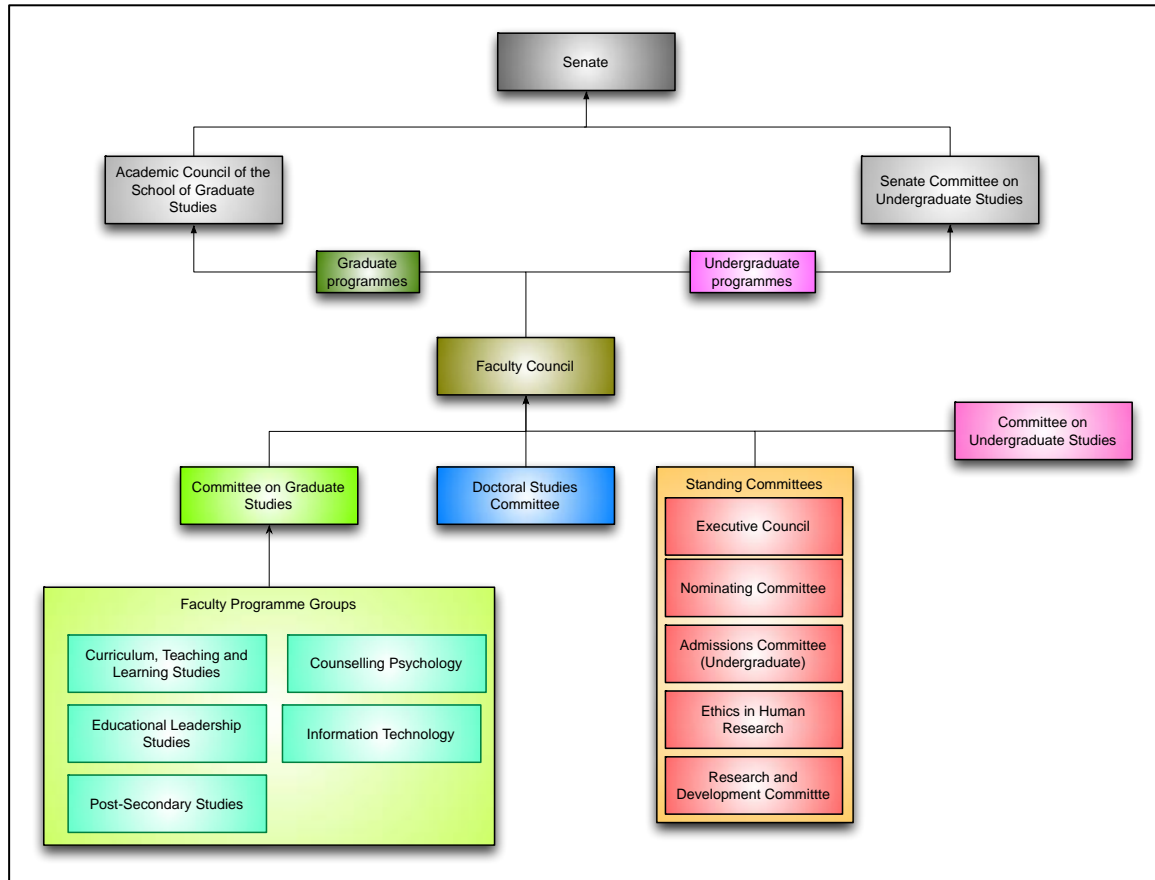 Senate
Academic Council of the
School of Graduate
Studies
Senate Committee on
Undergraduate Studies
Graduate
programmes
Undergraduate
programmes
Faculty Council
Committee on
Undergraduate Studies
Committee on Graduate
Studies
Doctoral Studies
Committee
Standing Committees
Executive Council
Nominating Committee
Admissions Committee
(Undergraduate)
Ethics in Human
Research
Research and
Development Committte
Faculty Programme Groups
Curriculum, Teaching and
Learning Studies
Counselling Psychology
Educational Leadership
Studies
Information Technology
Post-Secondary Studies